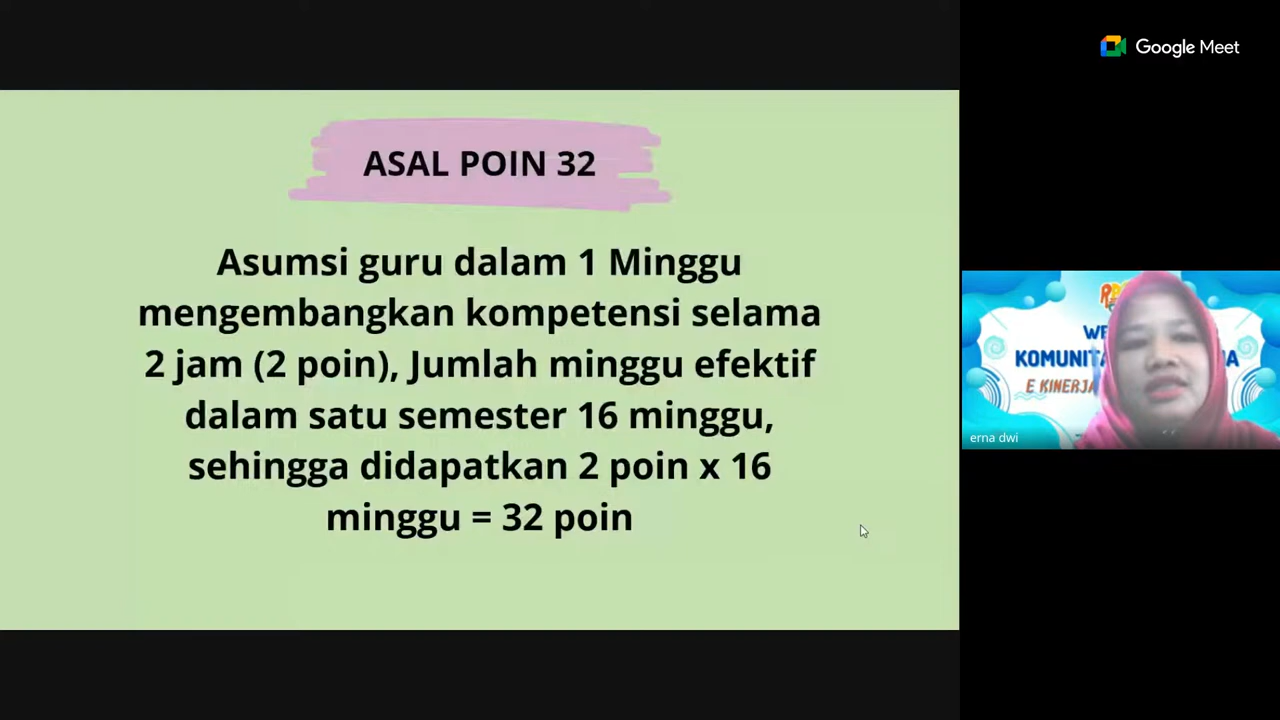 Google Meet
ASAL POIN 32
Asumsi guru dalam 1 Minggu
mengembangkan kompetensi selama
2 jam (2 poin), Jumlah minggu efektif
dalam satu semester 16 minggu,
sehingga didapatkan 2 poin x 16
minggu = 32 poin
E KINERJA
erna dwi